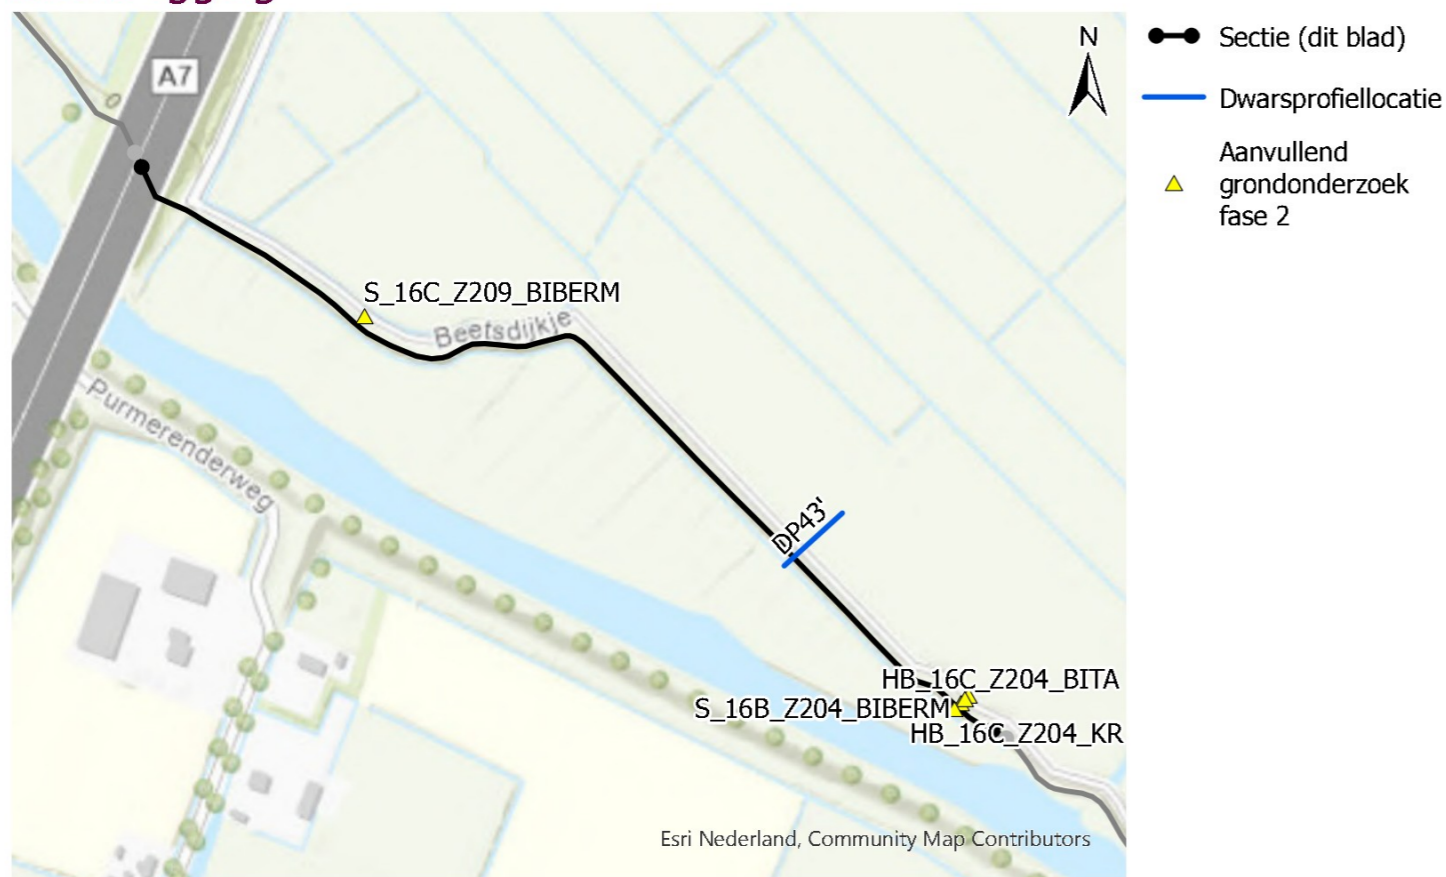 A7
N
Sectie (dit blad)
Dwarsprofiellocatie
Aanvullend
grondonderzoek
fase 2
S_16C_Z209_BIBERM
Beetsdijkje
Purmerenderweg
DP43'
HB_16C_Z204_BITA
S_16B_Z204_BIBERM
HB_16C_Z204_KR
Esri Nederland, Community Map Contributors